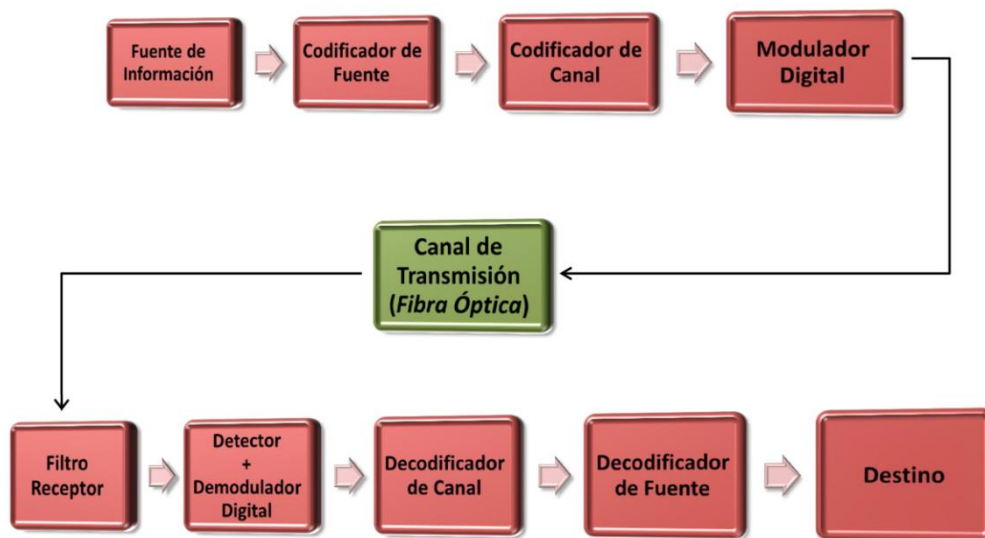 Fuente de
Información
Codificador de
Fuente
Codificador de
Canal
Modulador
Digital
Canal de
Transmisión
(Fibra Óptica)
Filtro
Receptor
Detector
+
Demodulador
Digital
Decodificador
de Canal
Decodificador
de Fuente
Destino